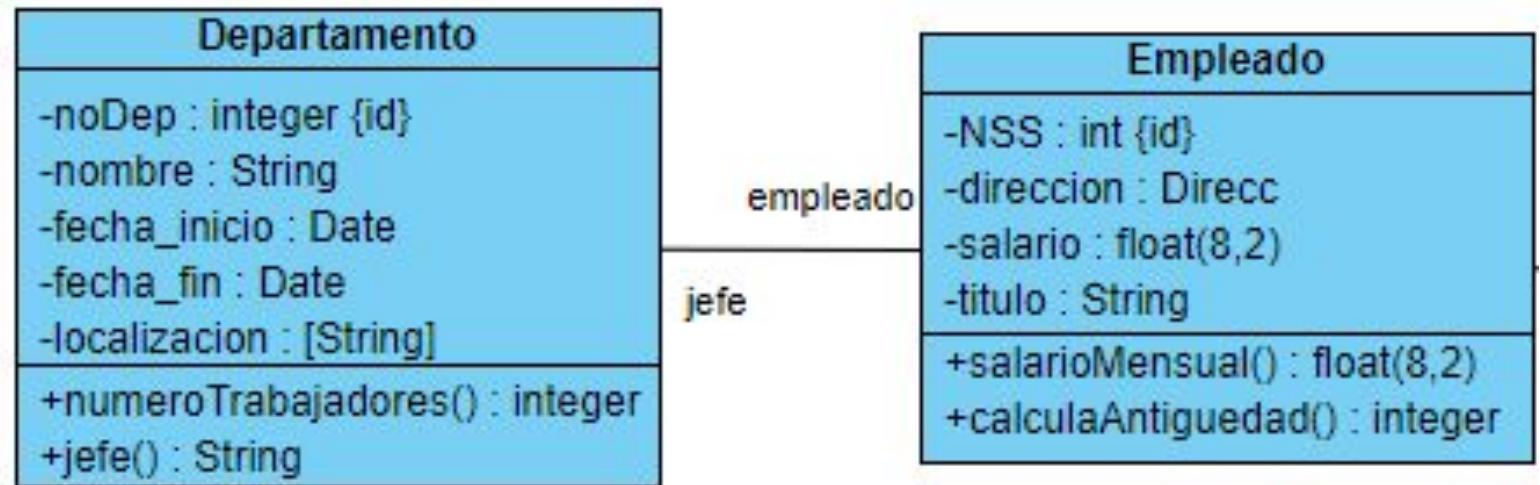 Departamento
-noDep : integer {id}
-nombre : String
-fecha_inicio : Date
-fecha_fin : Date
-localizacion : [String]
+numeroTrabajadores() : integer
+jefe() : String
empleado
jefe
Empleado
-NSS : int {id}
-direccion : Direcc
-salario : float(8,2)
-titulo : String
+salarioMensual() : float(8,2)
+calculaAntiguedad() : integer